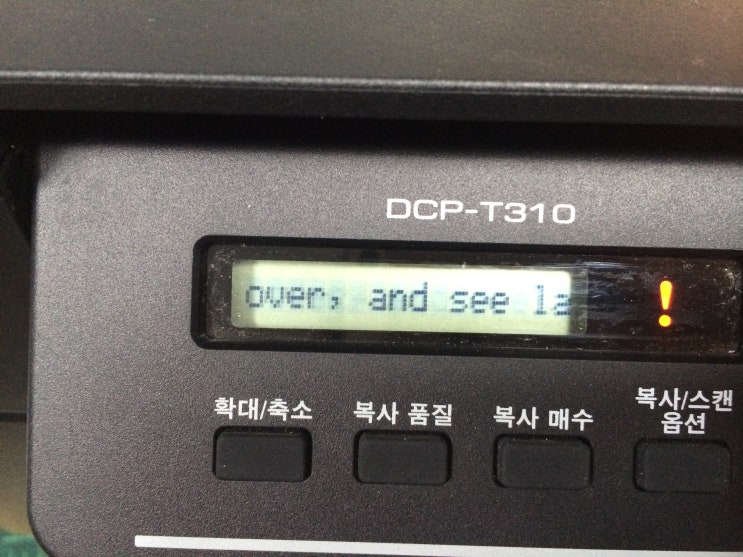 DCP-T310
over, and see la
!
확대/축소
복사 품질
복사 매수
복사/스캔
옵션